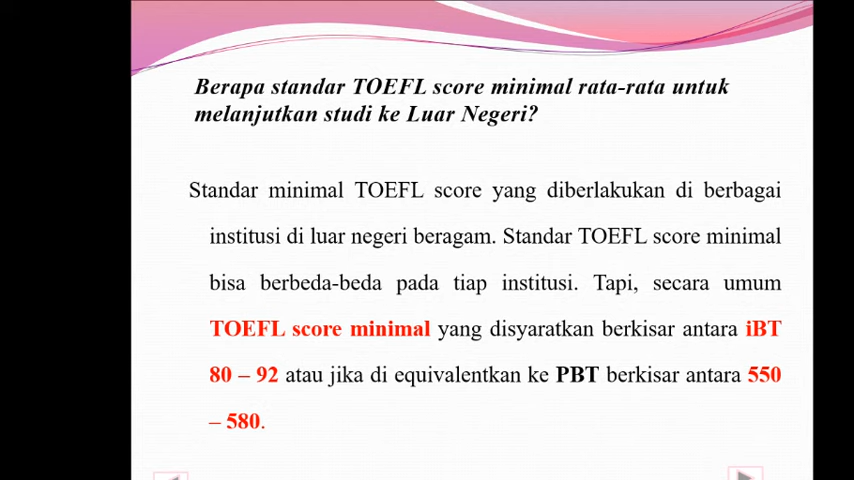 Berapa standar TOEFL score minimal rata-rata untuk
melanjutkan studi ke Luar Negeri?
Standar minimal TOEFL score yang diberlakukan di berbagai
institusi di luar negeri beragam. Standar TOEFL score minimal
bisa berbeda-beda pada tiap institusi. Tapi, secara umum
TOEFL score minimal yang disyaratkan berkisar antara iBT
80 – 92 atau jika di equivalentkan ke PBT berkisar antara 550
– 580.